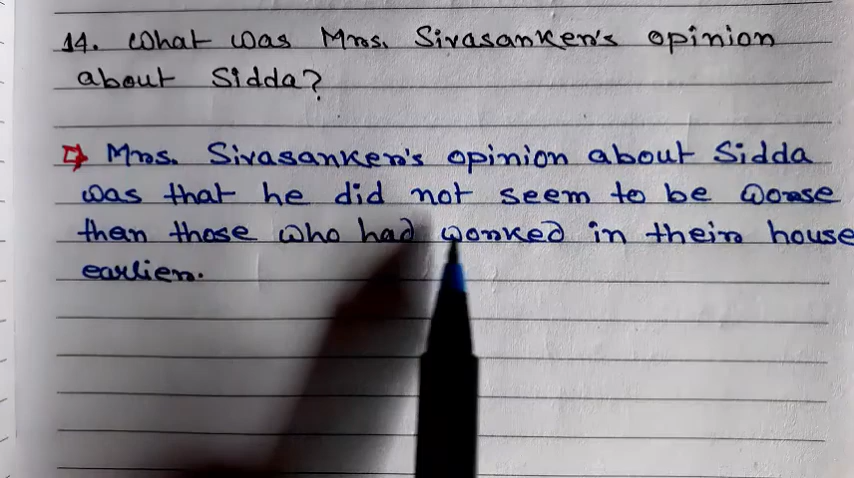 14. What was Mrs. Sivasanker's opinion
about Sidda?
Mrs. Sivasanker's opinion about Sidda
was that he did not seem to be worse
than those who had worked in their house
earlier.